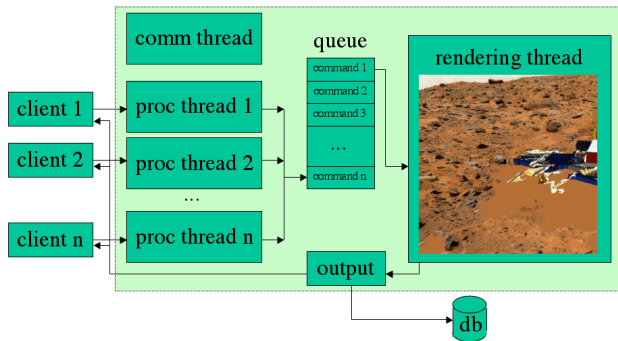 comm thread
queue
rendering thread
command 1
command 2
command 3
...
command n
client 1
proc thread 1
client 2
proc thread 2
...
client n
proc thread n
output
db